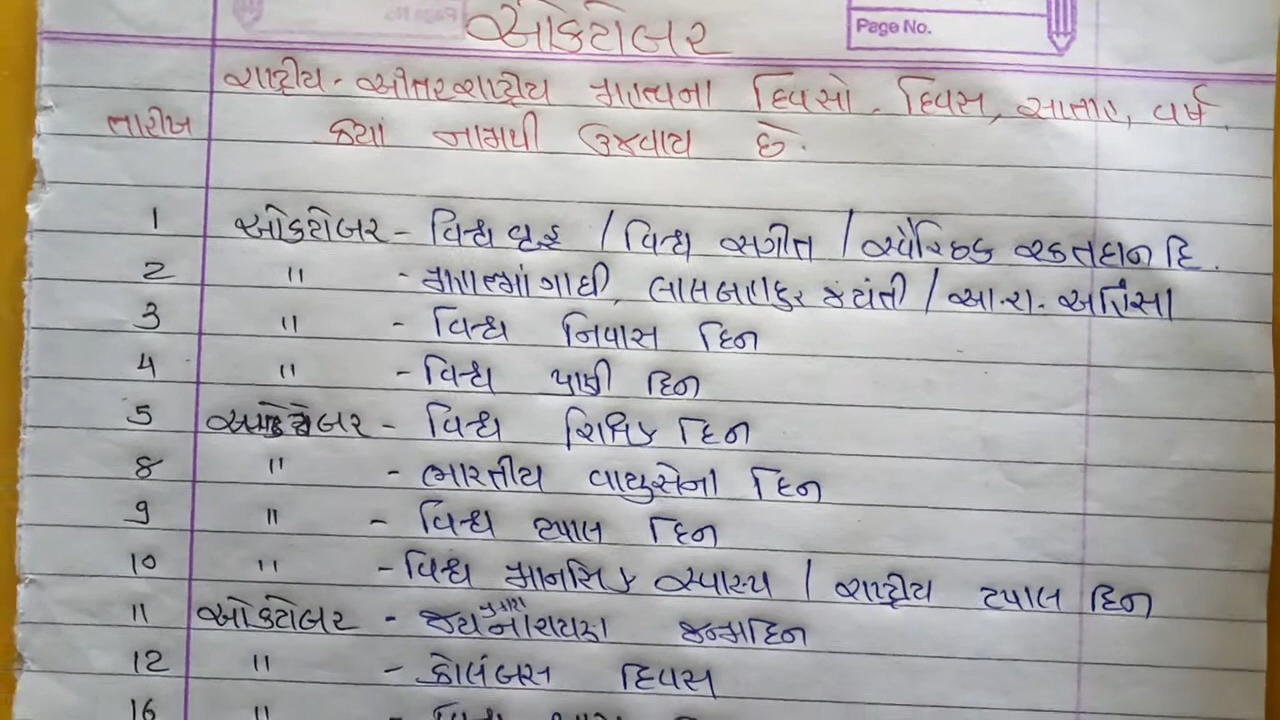 ઓક્ટોબર
Page No.
રાષ્ટ્રીય - આંતરરાષ્ટ્રીય મહત્વના દિવસો. દિવસ, સપ્તાહ, વર્ષ
તારીખ ક્યાં નામથી ઉજવાય છે.
1 ઓક્ટોબર - વિશ્વ વૃદ્ધ / વિશ્વ સંગીત / સ્વૈચ્છિક રક્તદાન દિ.
2 " - મહાત્માં ગાંધી, લાલબહાદુર જયંતી / આ.રા. અહિંસા
3 " - વિશ્વ નિવાસ દિન
4 " - વિશ્વ પ્રાણી દિન
5 ઓક્ટોબર - વિશ્વ શિક્ષક દિન
8 " - ભારતીય વાયુસેના દિન
9 " - વિશ્વ ટપાલ દિન
10 " - વિશ્વ માનસિક સ્વાસ્થ્ય / રાષ્ટ્રીય ટપાલ દિન
11 ઓક્ટોબર - જયપ્રકાશ નારાયણ જન્મદિન
12 " - કોલંબસ દિવસ
16 " - વિશ્વ